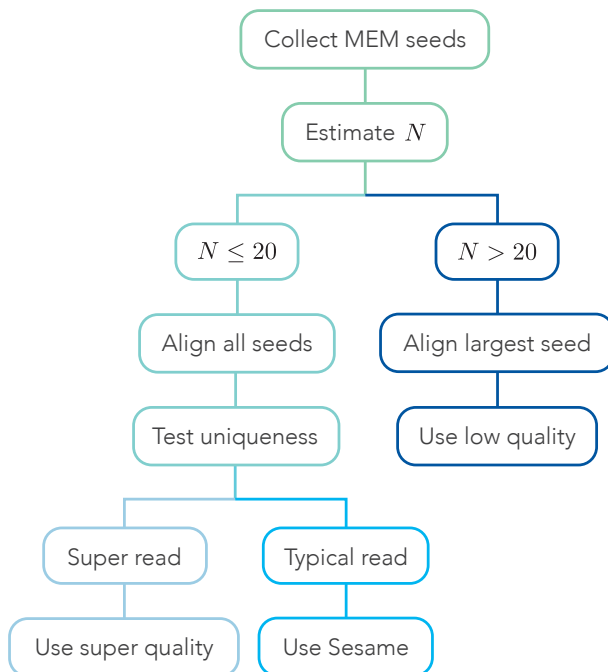 Collect MEM seeds
Estimate N
N ≤ 20
N > 20
Align all seeds
Align largest seed
Test uniqueness
Use low quality
Super read
Typical read
Use super quality
Use Sesame